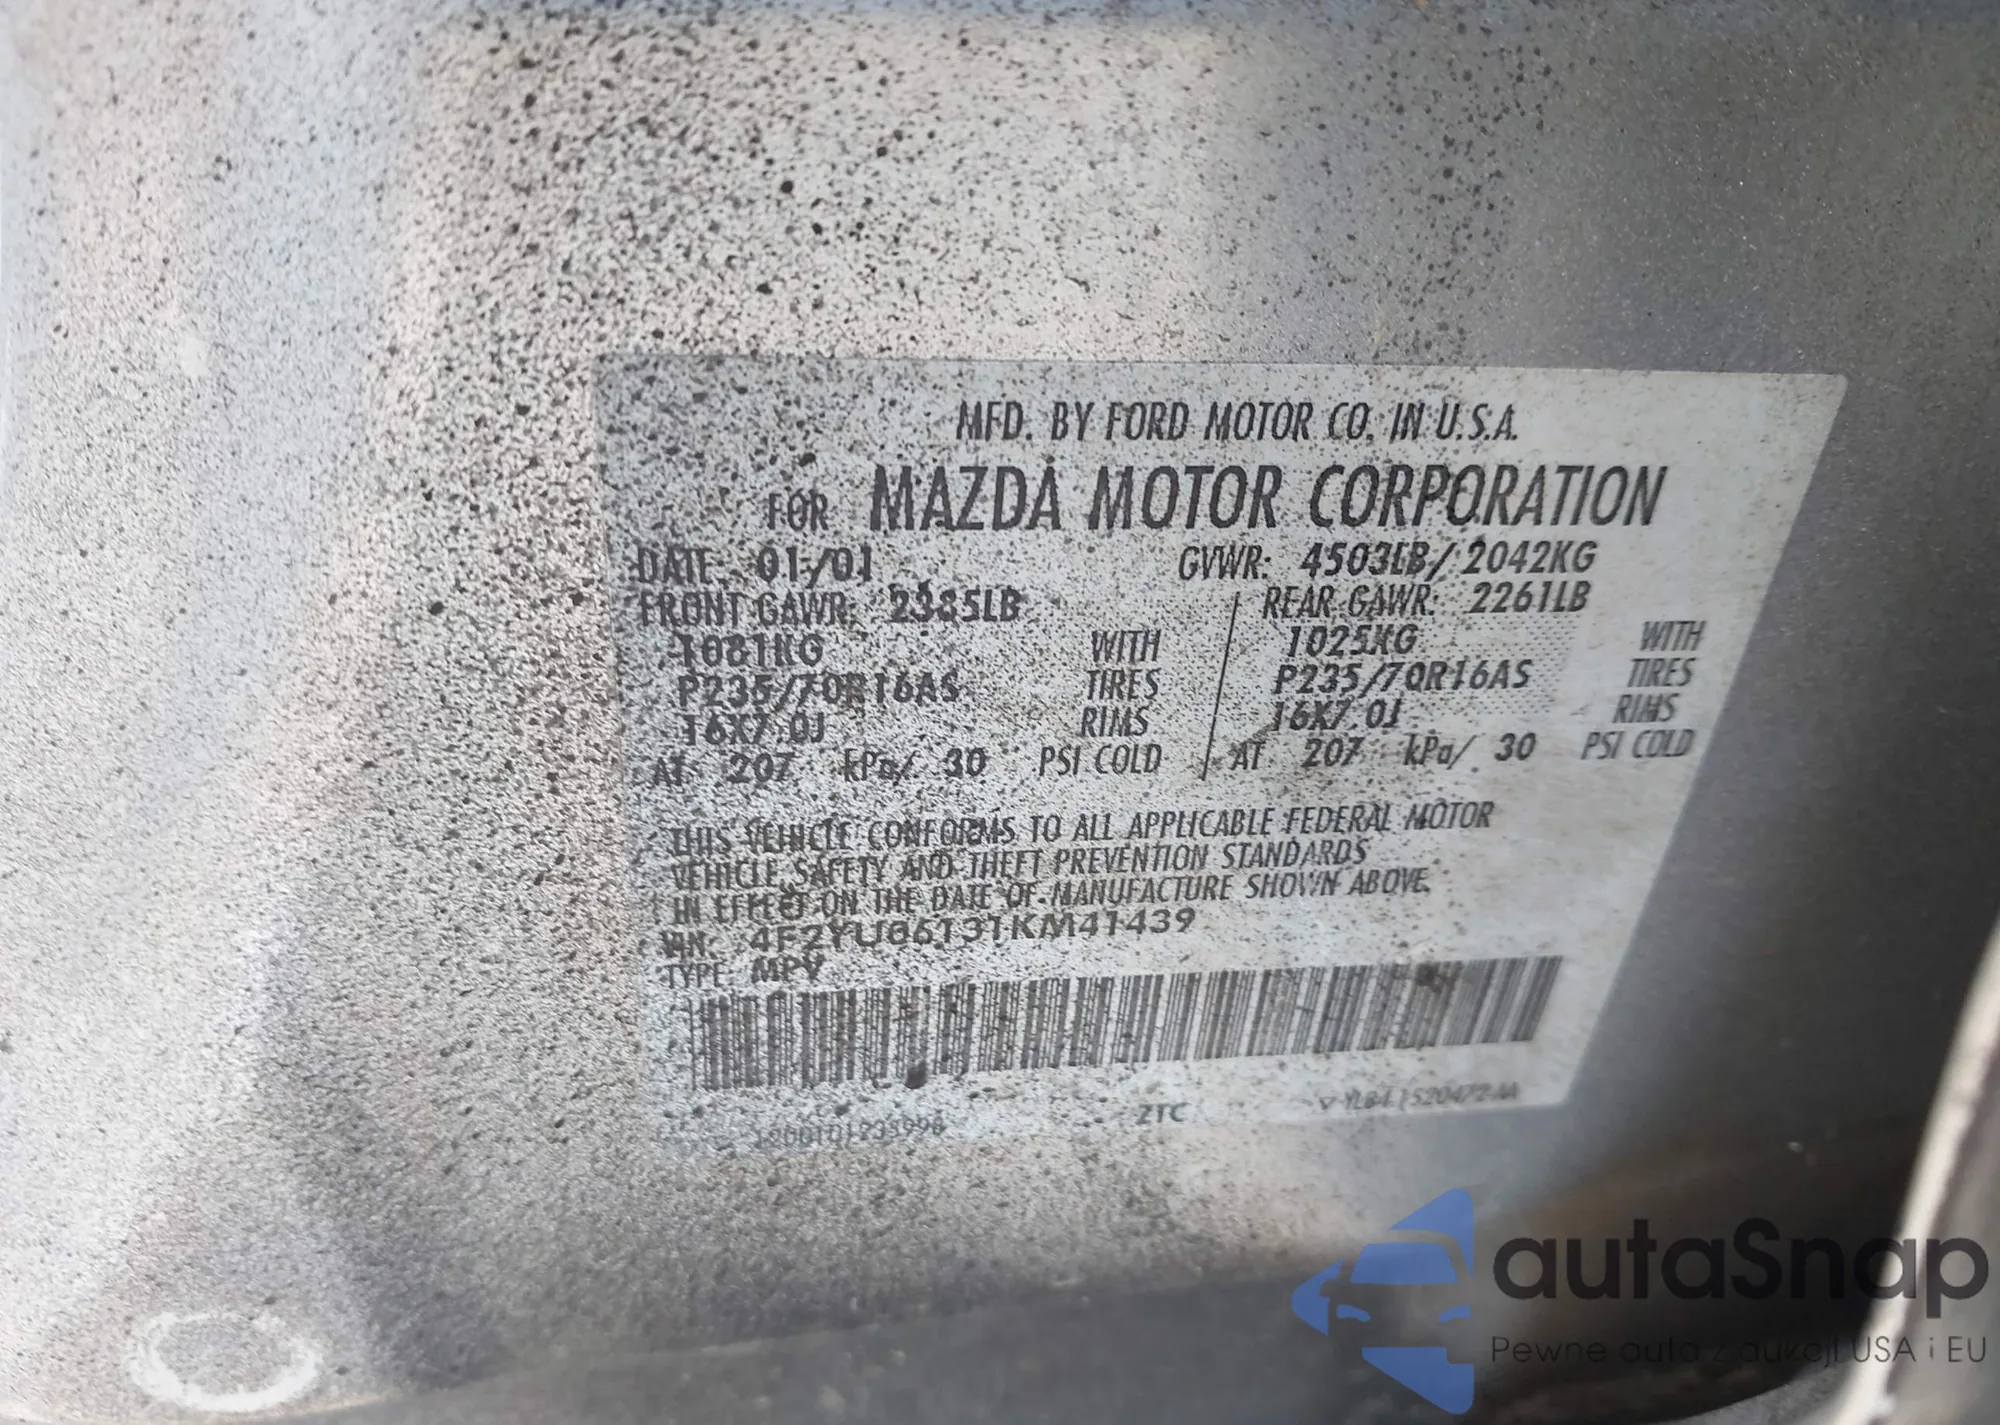 MFD. BY FORD MOTOR CO. IN U.S.A.
FOR MAZDA MOTOR CORPORATION
DATE: 01/01 GVWR: 4503LB/ 2042KG
FRONT GAWR: 2385LB REAR GAWR: 2261LB
1081KG WITH 1025KG WITH
P235/70R16AS TIRES P235/70R16AS TIRES
16X7.0J RIMS 16X7.0J RIMS
AT 207 kPa/ 30 PSI COLD AT 207 kPa/ 30 PSI COLD
THIS VEHICLE CONFORMS TO ALL APPLICABLE FEDERAL MOTOR
VEHICLE SAFETY AND THEFT PREVENTION STANDARDS
IN EFFECT ON THE DATE OF MANUFACTURE SHOWN ABOVE.
VIN: 4F2YU06131KM41439
TYPE: MPV
ZTC
autaSnap
Pewne auta z aukcji USA i EU